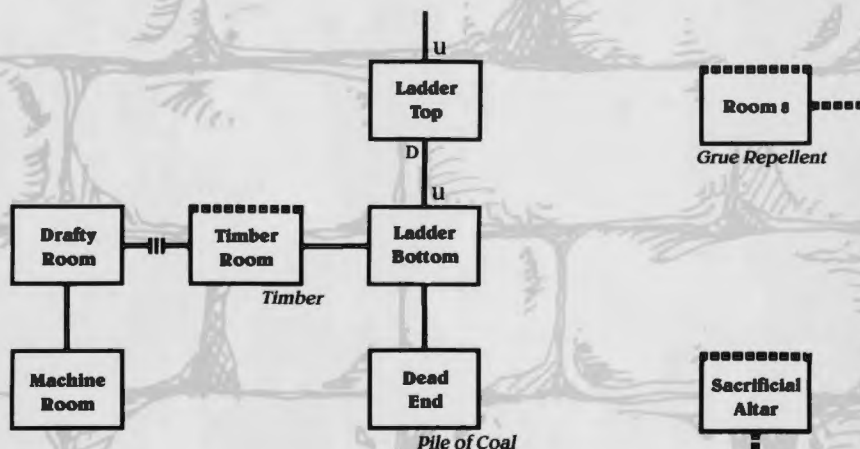 u
Ladder
Top
D
u
Room 8
Grue Repellent
Drafty
Room
Timber
Room
Timber
Ladder
Bottom
Machine
Room
Dead
End
Pile of Coal
Sacrificial
Altar